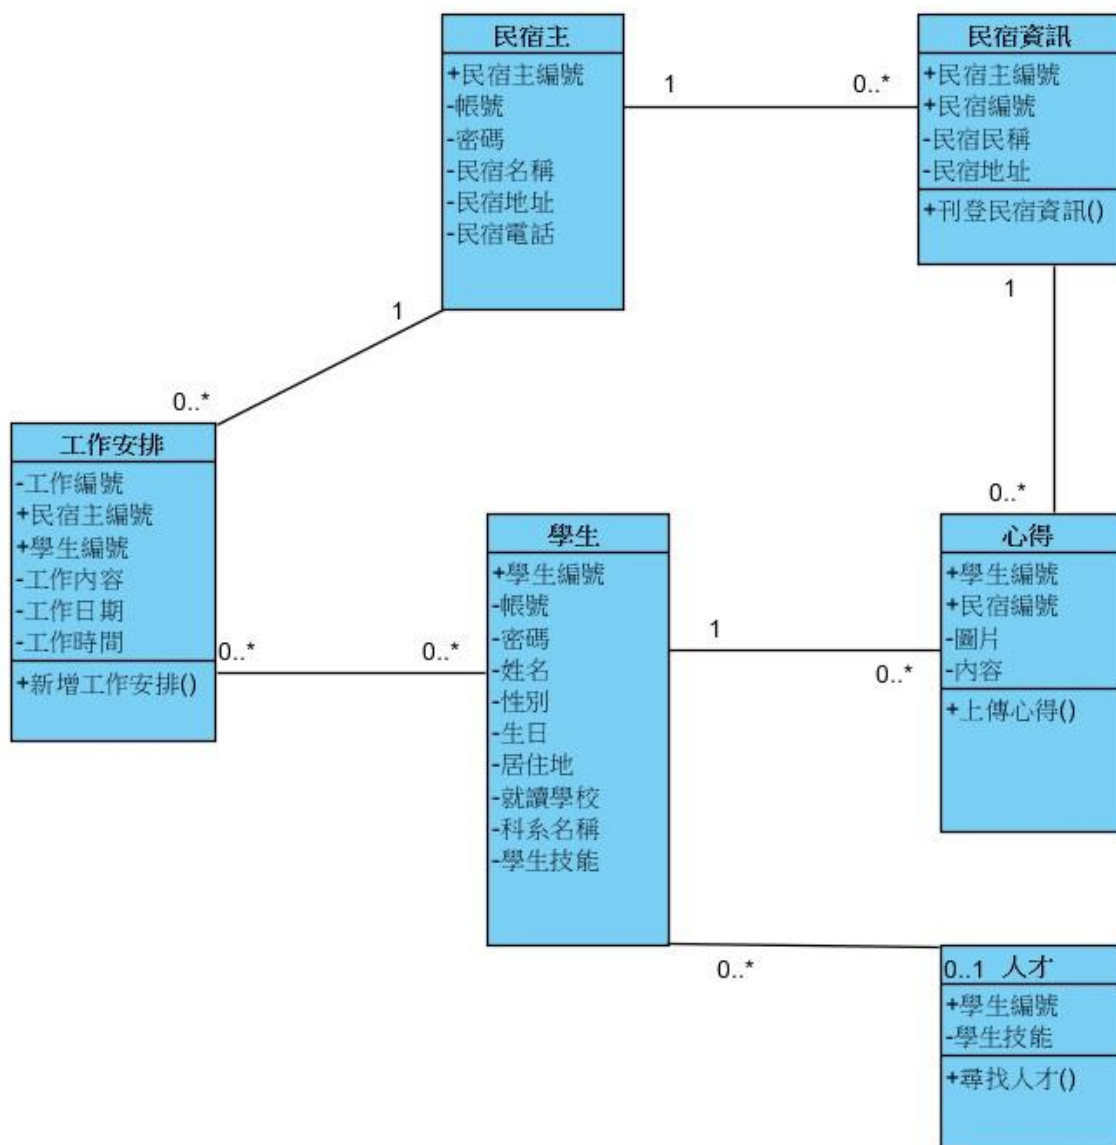 民宿主
+民宿主編號
-帳號
-密碼
-民宿名稱
-民宿地址
-民宿電話
1
0..*
民宿資訊
+民宿主編號
+民宿編號
-民宿民稱
-民宿地址
+刊登民宿資訊()
1
0..*
1
0..*
工作安排
-工作編號
+民宿主編號
+學生編號
-工作內容
-工作日期
-工作時間
+新增工作安排()
0..*
0..*
學生
+學生編號
-帳號
-密碼
-姓名
-性別
-生日
-居住地
-就讀學校
-科系名稱
-學生技能
1
0..*
心得
+學生編號
+民宿編號
-圖片
-內容
+上傳心得()
0..*
0..1 人才
+學生編號
-學生技能
+尋找人才()